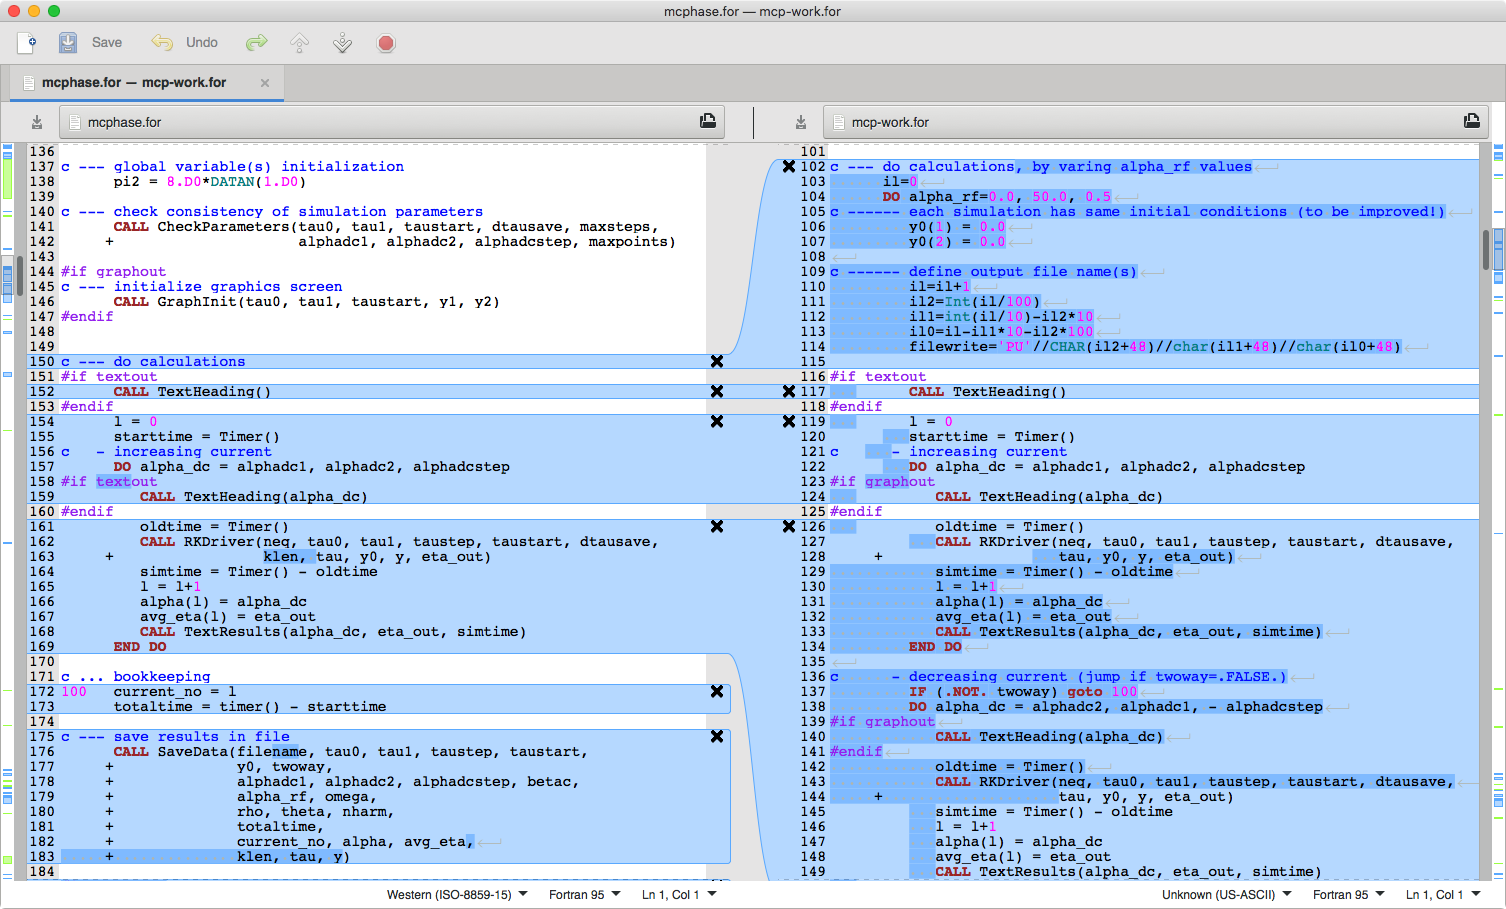 mcphase.for — mcp-work.for
Save
Undo
mcphase.for — mcp-work.for
mcphase.for
136
137 c --- global variable(s) initialization
138       pi2 = 8.D0*DATAN(1.D0)
139
140 c --- check consistency of simulation parameters
141       CALL CheckParameters(tau0, tau1, taustart, dtausave, maxsteps,
142      +                     alphadc1, alphadc2, alphadcstep, maxpoints)
143
144 #if graphout
145 c --- initialize graphics screen
146       CALL GraphInit(tau0, tau1, taustart, y1, y2)
147 #endif
148
149
150 c --- do calculations
151 #if textout
152       CALL TextHeading()
153 #endif
154       l = 0
155       starttime = Timer()
156 c   - increasing current
157       DO alpha_dc = alphadc1, alphadc2, alphadcstep
158 #if textout
159          CALL TextHeading(alpha_dc)
160 #endif
161          oldtime = Timer()
162          CALL RKDriver(neq, tau0, tau1, taustep, taustart, dtausave,
163      +                 klen, tau, y0, y, eta_out)
164          simtime = Timer() - oldtime
165          l = l+1
166          alpha(l) = alpha_dc
167          avg_eta(l) = eta_out
168          CALL TextResults(alpha_dc, eta_out, simtime)
169       END DO
170
171 c ... bookkeeping
172 100   current_no = l
173       totaltime = timer() - starttime
174
175 c --- save results in file
176       CALL SaveData(filename, tau0, tau1, taustep, taustart,
177      +              y0, twoway,
178      +              alphadc1, alphadc2, alphadcstep, betac,
179      +              alpha_rf, omega,
180      +              rho, theta, nharm,
181      +              totaltime,
182      +              current_no, alpha, avg_eta,
183      +              klen, tau, y)
184
Western (ISO-8859-15)
Fortran 95
Ln 1, Col 1
mcp-work.for
101
102 c --- do calculations, by varing alpha_rf values
103       il=0
104       DO alpha_rf=0.0, 50.0, 0.5
105 c ------ each simulation has same initial conditions (to be improved!)
106          y0(1) = 0.0
107          y0(2) = 0.0
108
109 c ------ define output file name(s)
110          il=il+1
111          il2=Int(il/100)
112          il1=int(il/10)-il2*10
113          il0=il-il1*10-il2*100
114          filewrite='PU'//CHAR(il2+48)//char(il1+48)//char(il0+48)
115
116 #if textout
117          CALL TextHeading()
118 #endif
119          l = 0
120          starttime = Timer()
121 c      - increasing current
122          DO alpha_dc = alphadc1, alphadc2, alphadcstep
123 #if graphout
124             CALL TextHeading(alpha_dc)
125 #endif
126             oldtime = Timer()
127             CALL RKDriver(neq, tau0, tau1, taustep, taustart, dtausave,
128      +                    tau, y0, y, eta_out)
129             simtime = Timer() - oldtime
130             l = l+1
131             alpha(l) = alpha_dc
132             avg_eta(l) = eta_out
133             CALL TextResults(alpha_dc, eta_out, simtime)
134          END DO
135
136 c      - decreasing current (jump if twoway=.FALSE.)
137          IF (.NOT. twoway) goto 100
138          DO alpha_dc = alphadc2, alphadc1, - alphadcstep
139 #if graphout
140             CALL TextHeading(alpha_dc)
141 #endif
142             oldtime = Timer()
143             CALL RKDriver(neq, tau0, tau1, taustep, taustart, dtausave,
144      +                    tau, y0, y, eta_out)
145             simtime = Timer() - oldtime
146             l = l+1
147             alpha(l) = alpha_dc
148             avg_eta(l) = eta_out
149             CALL TextResults(alpha_dc, eta_out, simtime)
Unknown (US-ASCII)
Fortran 95
Ln 1, Col 1